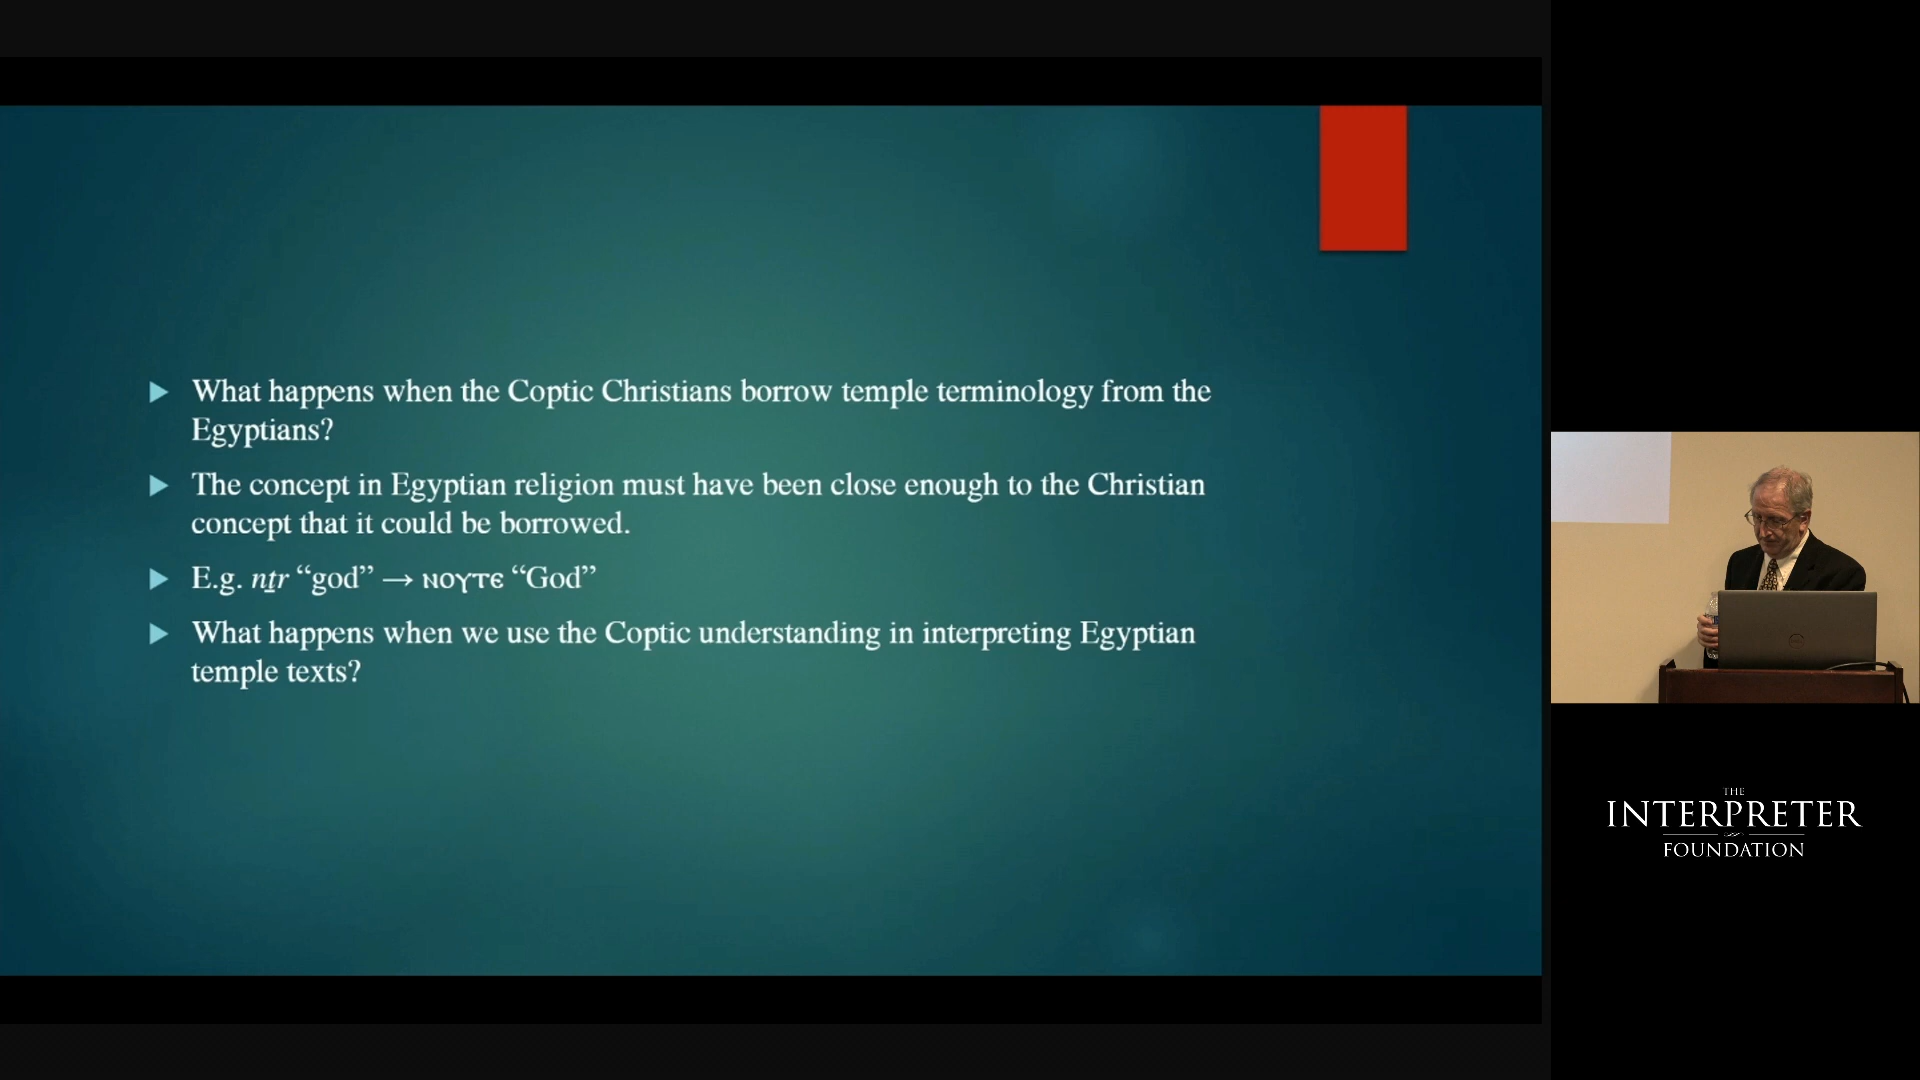 What happens when the Coptic Christians borrow temple terminology from the
Egyptians?
The concept in Egyptian religion must have been close enough to the Christian
concept that it could be borrowed.
E.g. nṯr “god” → ⲛⲟⲩⲧⲉ “God”
What happens when we use the Coptic understanding in interpreting Egyptian
temple texts?
THE
INTERPRETER
FOUNDATION